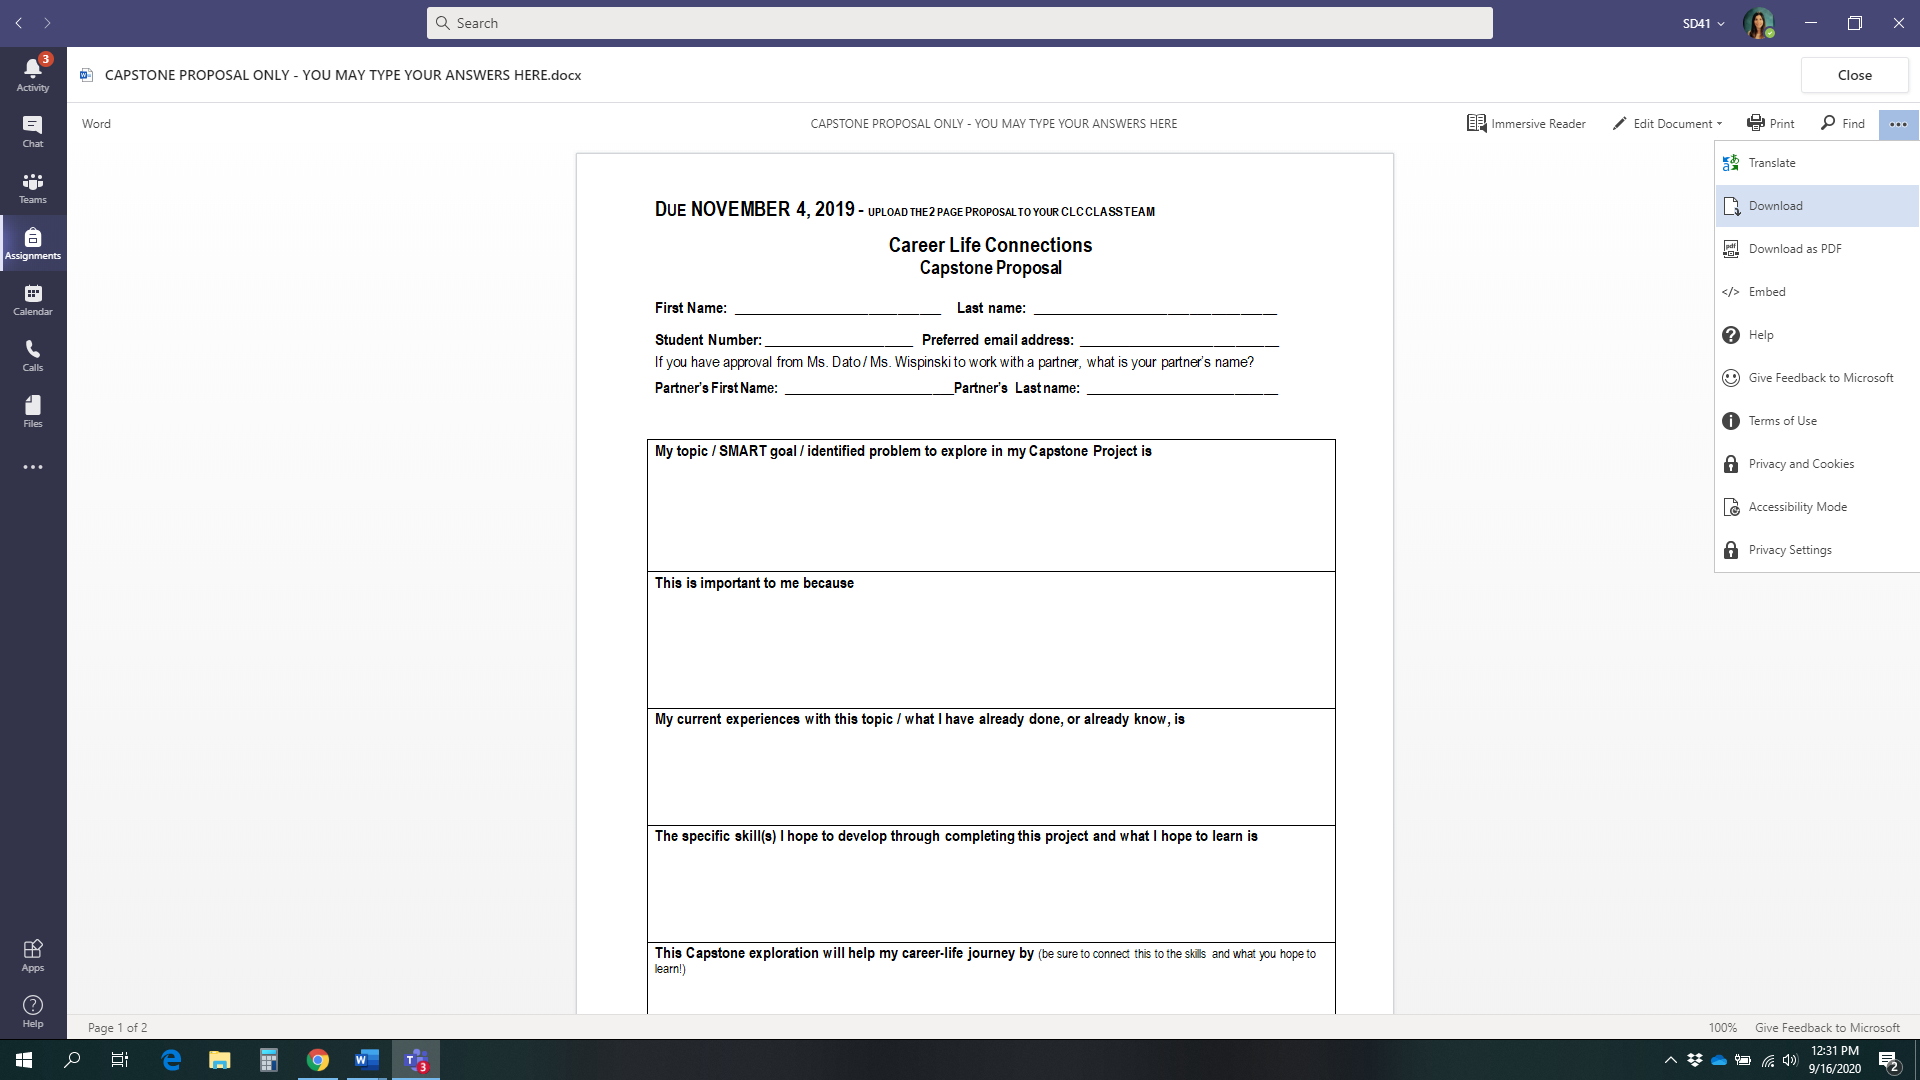 Search
SD41
3
Activity
Chat
Teams
Assignments
Calendar
Calls
Files
Apps
Help
CAPSTONE PROPOSAL ONLY - YOU MAY TYPE YOUR ANSWERS HERE.docx
Close
Word
CAPSTONE PROPOSAL ONLY - YOU MAY TYPE YOUR ANSWERS HERE
Immersive Reader
Edit Document
Print
Find
Translate
Download
Download as PDF
Embed
Help
Give Feedback to Microsoft
Terms of Use
Privacy and Cookies
Accessibility Mode
Privacy Settings
DUE NOVEMBER 4, 2019 - UPLOAD THE 2 PAGE PROPOSAL TO YOUR CLC CLASS TEAM
Career Life Connections
Capstone Proposal
First Name: ____________________________ Last name: _________________________________
Student Number: ____________________ Preferred email address: ___________________________
If you have approval from Ms. Dato / Ms. Wispinski to work with a partner, what is your partner's name?
Partner's First Name: _______________________ Partner's Last name: __________________________
My topic / SMART goal / identified problem to explore in my Capstone Project is
This is important to me because
My current experiences with this topic / what I have already done, or already know, is
The specific skill(s) I hope to develop through completing this project and what I hope to learn is
This Capstone exploration will help my career-life journey by (be sure to connect this to the skills and what you hope to
learn!)
Page 1 of 2
100%
Give Feedback to Microsoft
3
12:31 PM
9/16/2020
2